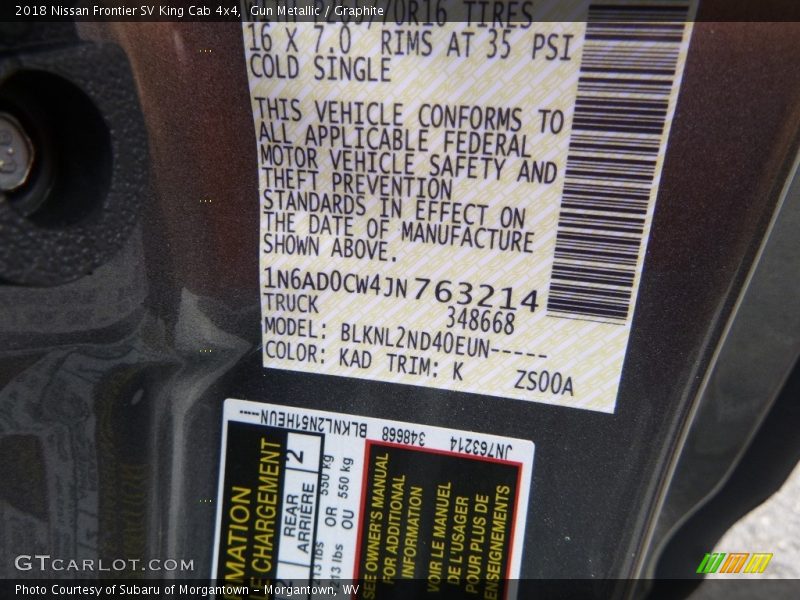 2018 Nissan Frontier SV King Cab 4x4, Gun Metallic / Graphite
TIRES
16 X 7.0 RIMS AT 35 PSI
COLD SINGLE
THIS VEHICLE CONFORMS TO
ALL APPLICABLE FEDERAL
MOTOR VEHICLE SAFETY AND
THEFT PREVENTION
STANDARDS IN EFFECT ON
THE DATE OF MANUFACTURE
SHOWN ABOVE.
1N6AD0CW4JN763214
TRUCK 348668
MODEL: BLKNL2ND40EUN-----
COLOR: KAD TRIM: K ZS00A
JN763214 348668 BLKNL2N51HEUN----
REAR 2
ARRIÈRE
550 kg
OR 550 kg
OU
SEE OWNER'S MANUAL
FOR ADDITIONAL
INFORMATION
VOIR LE MANUEL
DE L'USAGER
POUR PLUS DE
GTCARLOT.COM
Photo Courtesy of Subaru of Morgantown - Morgantown, WV